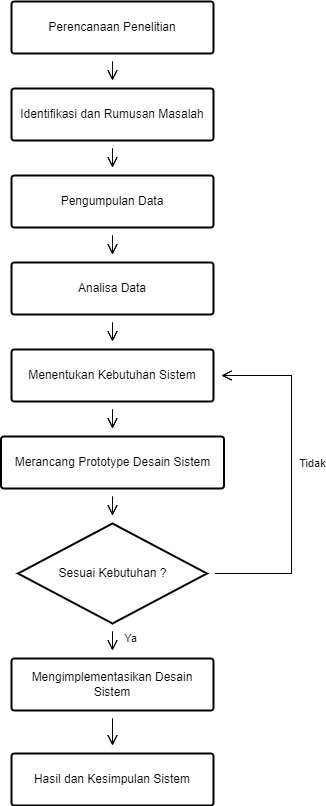 Perencanaan Penelitian
Identifikasi dan Rumusan Masalah
Pengumpulan Data
Analisa Data
Menentukan Kebutuhan Sistem
Merancang Prototype Desain Sistem
Tidak
Sesuai Kebutuhan ?
Ya
Mengimplementasikan Desain
Sistem
Hasil dan Kesimpulan Sistem